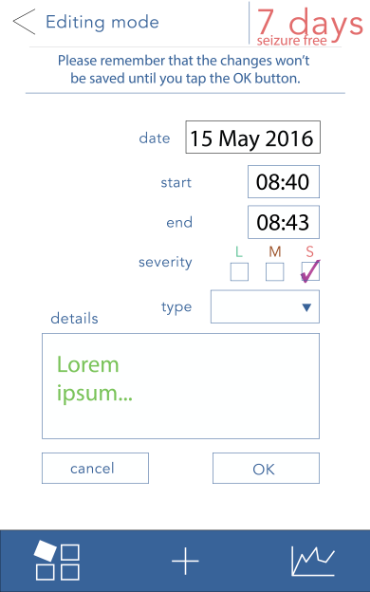 Editing mode
7 days
seizure free
Please remember that the changes won't
be saved until you tap the OK button.
date 15 May 2016
start 08:40
end 08:43
L M S
severity
type
details
Lorem
ipsum...
cancel OK